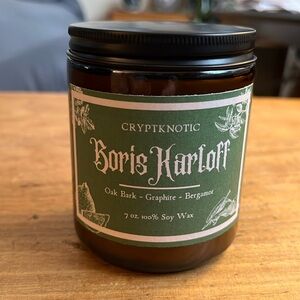 CRYPTKNOTIC
Boris Karloff
Oak Bark - Graphite - Bergamot
7 oz. 100% Soy Wax